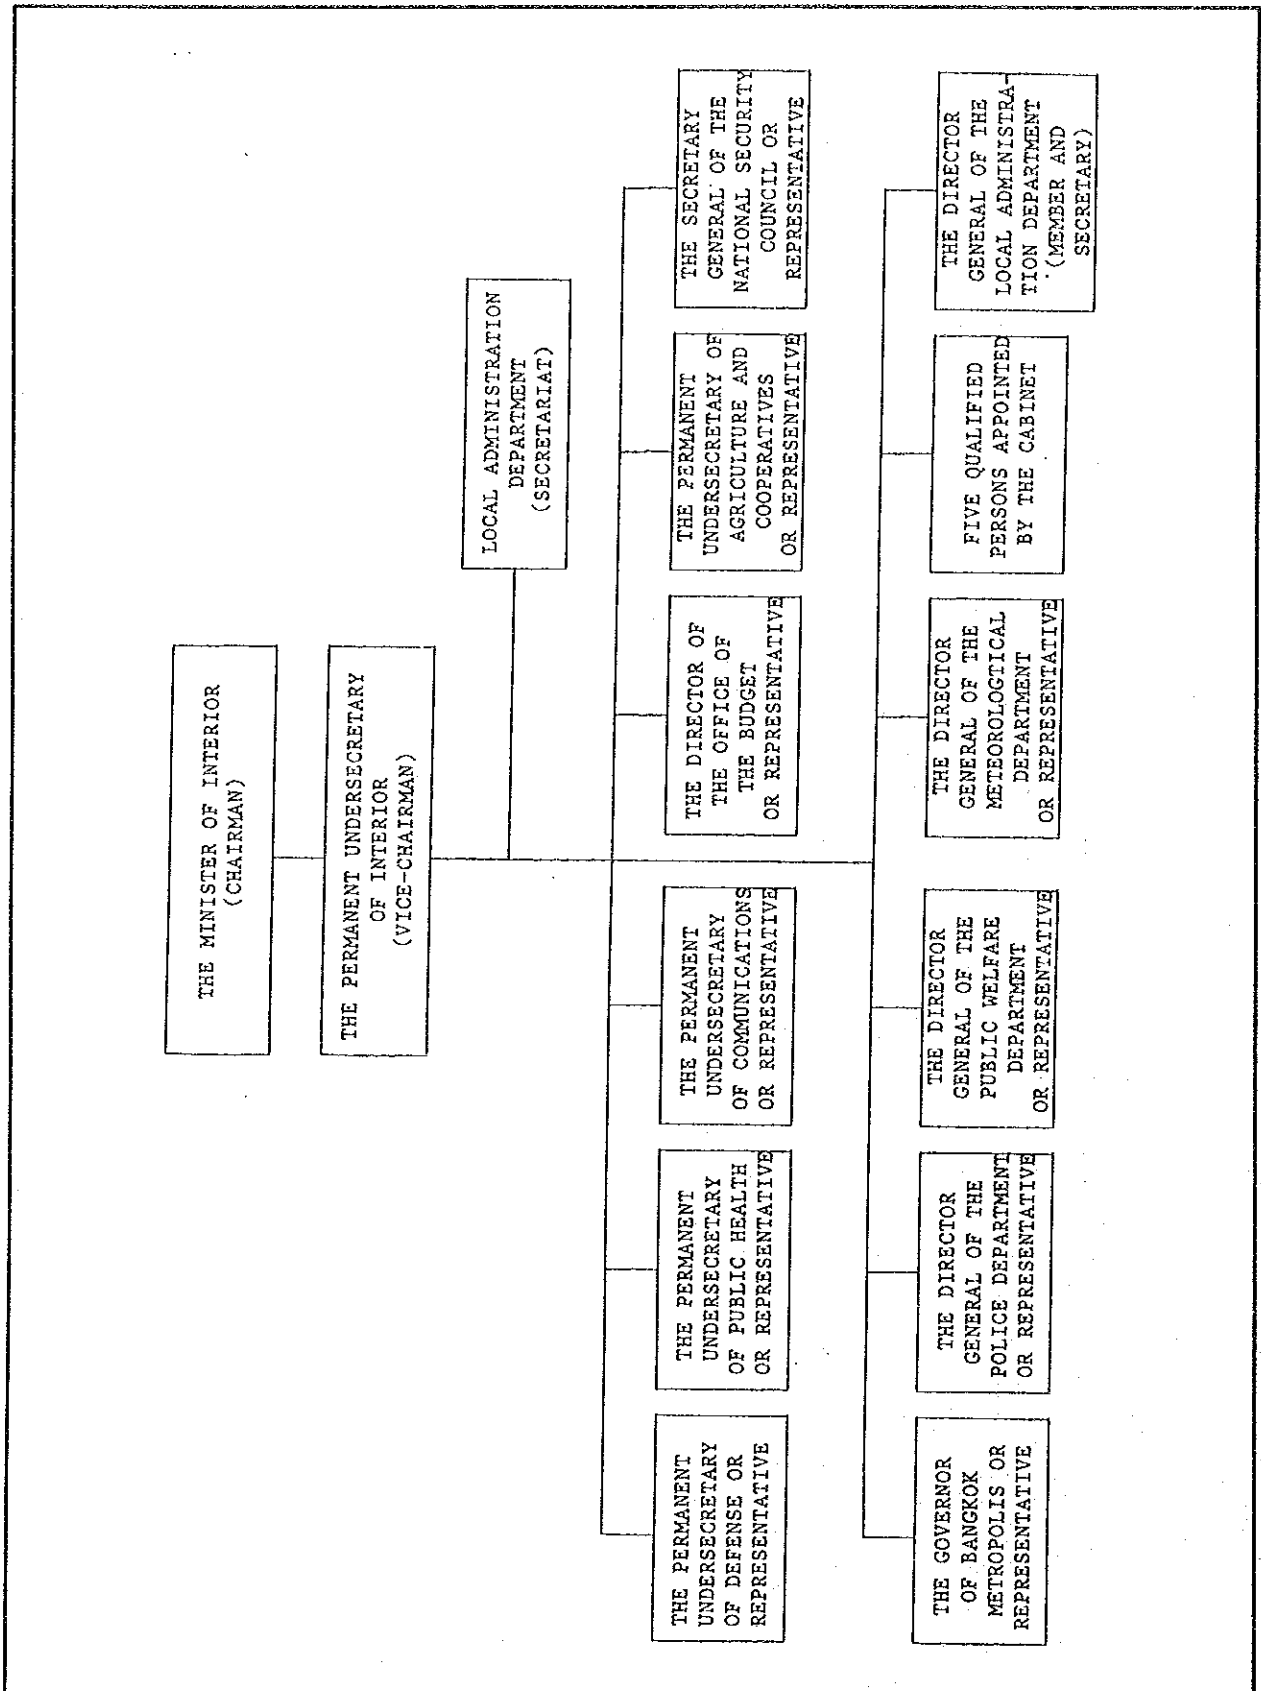 THE MINISTER OF INTERIOR
(CHAIRMAN)
THE PERMANENT UNDERSECRETARY
OF INTERIOR
(VICE-CHAIRMAN)
LOCAL ADMINISTRATION
DEPARTMENT
(SECRETARIAT)
THE PERMANENT
UNDERSECRETARY
OF DEFENSE OR
REPRESENTATIVE
THE PERMANENT
UNDERSECRETARY
OF PUBLIC HEALTH
OR REPRESENTATIVE
THE PERMANENT
UNDERSECRETARY
OF COMMUNICATIONS
OR REPRESENTATIVE
THE DIRECTOR OF
THE OFFICE OF
THE BUDGET
OR REPRESENTATIVE
THE PERMANENT
UNDERSECRETARY OF
AGRICULTURE AND
COOPERATIVES
OR REPRESENTATIVE
THE SECRETARY
GENERAL OF THE
NATIONAL SECURITY
COUNCIL OR
REPRESENTATIVE
THE GOVERNOR
OF BANGKOK
METROPOLIS OR
REPRESENTATIVE
THE DIRECTOR
GENERAL OF THE
POLICE DEPARTMENT
OR REPRESENTATIVE
THE DIRECTOR
GENERAL OF THE
PUBLIC WELFARE
DEPARTMENT
OR REPRESENTATIVE
THE DIRECTOR
GENERAL OF THE
METEOROLOGTICAL
DEPARTMENT
OR REPRESENTATIVE
FIVE QUALIFIED
PERSONS APPOINTED
BY THE CABINET
THE DIRECTOR
GENERAL OF THE
LOCAL ADMINISTRA-
TION DEPARTMENT
(MEMBER AND
SECRETARY)